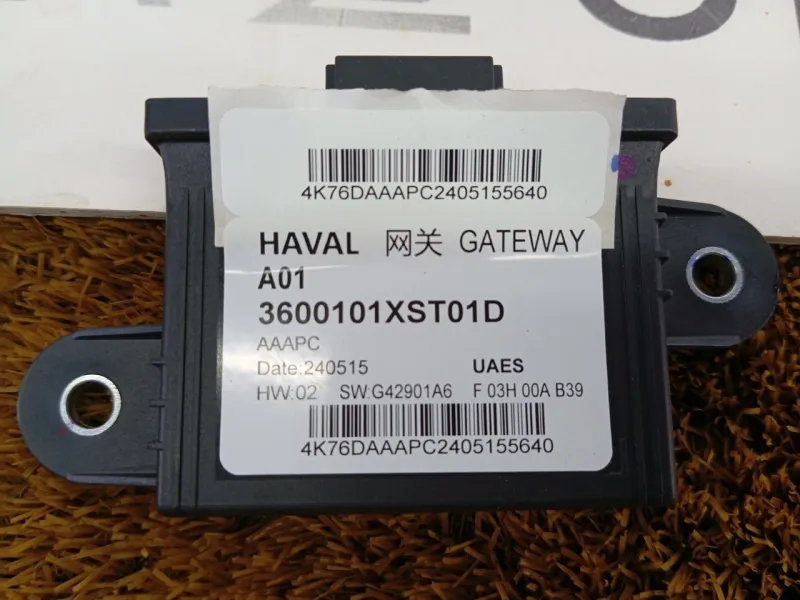 4K76DAAAPC2405155640
HAVAL 网关 GATEWAY
A01
3600101XST01D
AAAPC
Date:240515 UAES
HW:02 SW:G42901A6 F 03H 00A B39
4K76DAAAPC2405155640